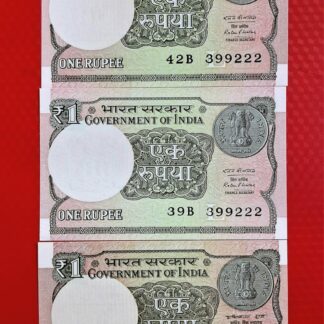 एक
रुपया
ONE RUPEE
42B 399222
₹1 भारत सरकार
GOVERNMENT OF INDIA
एक
रुपया
ONE RUPEE
39B 399222
₹1 भारत सरकार
GOVERNMENT OF INDIA
एक
रुपया